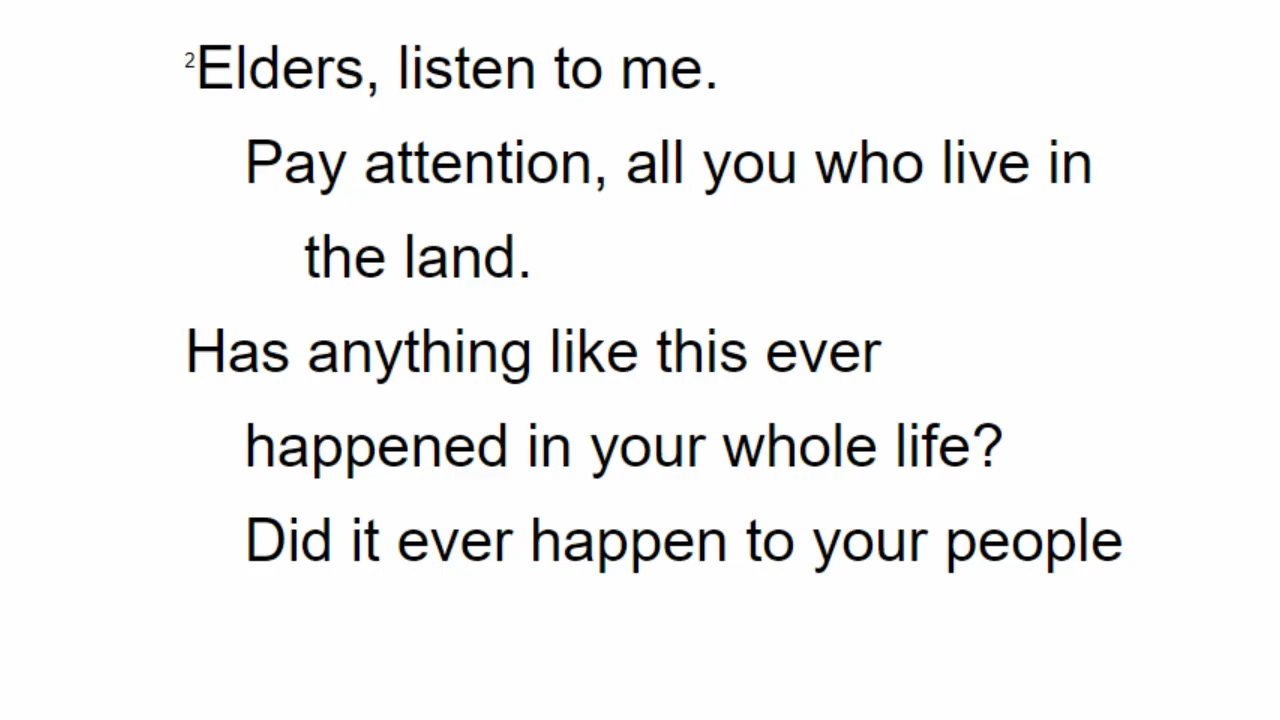 2Elders, listen to me.
Pay attention, all you who live in
the land.
Has anything like this ever
happened in your whole life?
Did it ever happen to your people